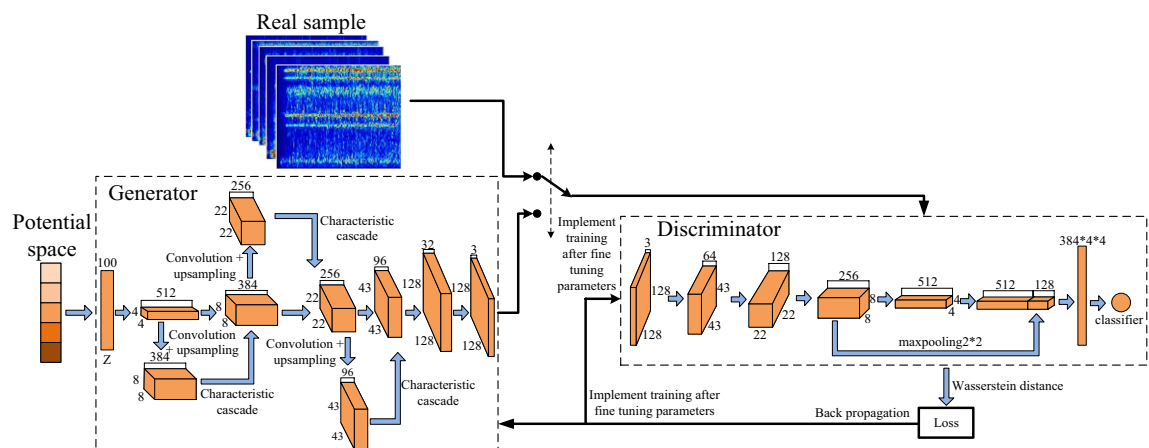 Real sample
Generator
Potential
space
100
Z
4
4
512
Convolution +
upsampling
384
8
8
Characteristic
cascade
256
22
22
Convolution +
upsampling
384
8
8
Characteristic
cascade
256
22
22
Convolution +
upsampling
96
43
43
Characteristic
cascade
96
43
43
32
128
128
3
128
128
Implement
training
after fine
tuning
parameters
Discriminator
3
128
128
64
43
43
128
22
22
256
8
8
512
4
4
512
128
maxpooling2*2
384*4*4
classifier
Wasserstein distance
Loss
Back propagation
Implement training after
fine tuning parameters